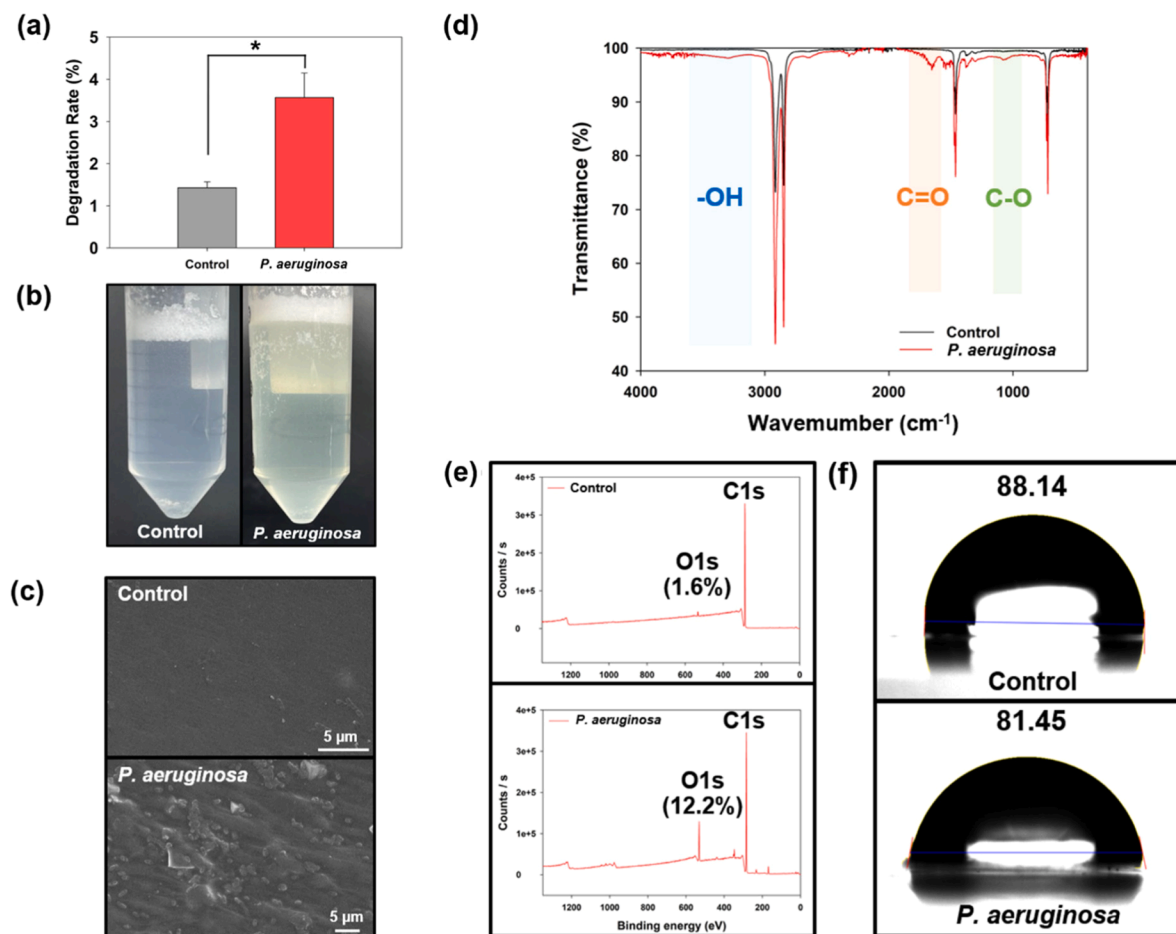 (a)
Degradation Rate (%)
5
4
3
2
1
0
*
Control
P. aeruginosa
(b)
Control
P. aeruginosa
(c)
Control
5 µm
P. aeruginosa
5 µm
(d)
Transmittance (%)
100
90
80
70
60
50
40
-OH
C=O
C-O
Control
P. aeruginosa
4000
3000
2000
1000
Wavemumber (cm-1)
(e)
Control
C1s
O1s
(1.6%)
Counts / s
4e+5
3e+5
2e+5
1e+5
0
1200
1000
800
600
400
200
0
P. aeruginosa
C1s
O1s
(12.2%)
Counts / s
4e+5
3e+5
2e+5
1e+5
0
1200
1000
800
600
400
200
0
Binding energy (eV)
(f)
88.14
Control
81.45
P. aeruginosa